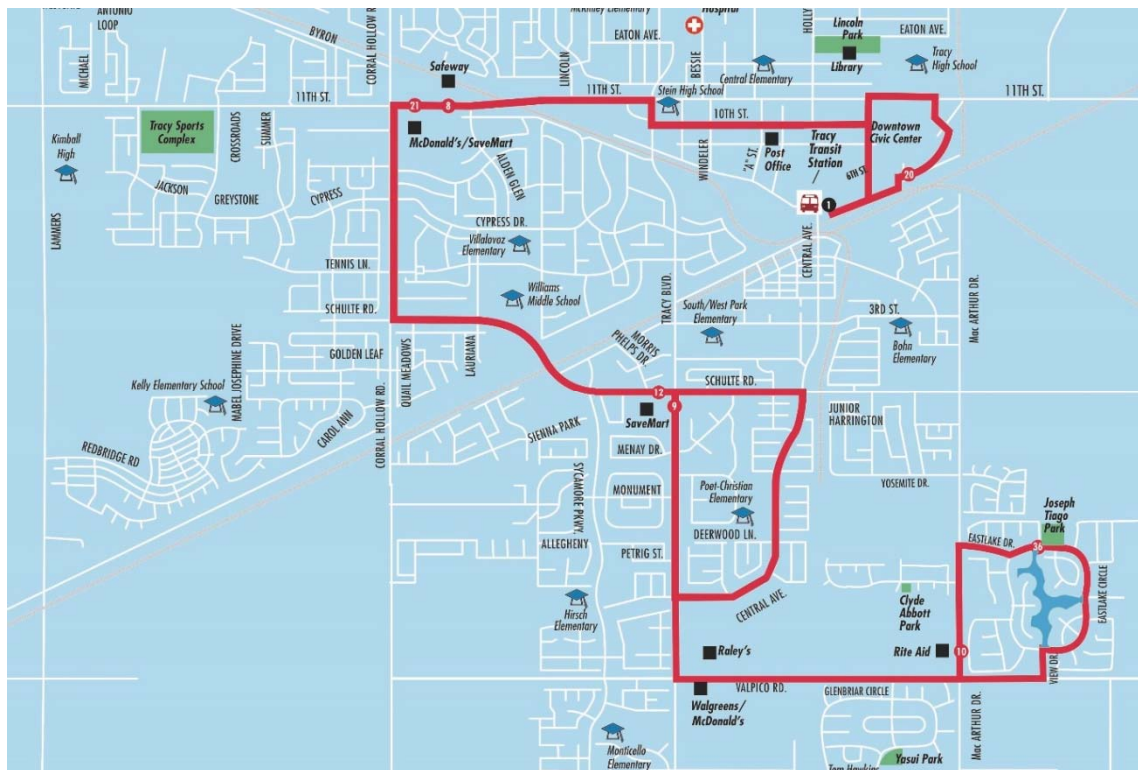 ANTONIO
LOOP
McKinley Elementary
Hospital
HOLLY
BYRON
CORRAL HOLLOW R
EATON AVE.
Lincoln
Park
EATON AVE.
MICHAEL
Safeway
LINCOLN
BESSIE
Central Elementary
Library
Tracy
High School
11TH ST.
21
8
11TH ST.
Stein High School
11TH ST.
Tracy Sports
Complex
CROSSROADS
SUMMER
McDonald's/SaveMart
10TH ST.
Downtown
Civic Center
Kimball
High
ALDEN GLEN
WINDELER
"A" ST.
Post
Office
Tracy
Transit
Station
6TH ST.
20
JACKSON
GREYSTONE
CYPRESS
1
LAMMERS
CYPRESS DR.
Villalovoz
Elementary
CENTRAL AVE.
TENNIS LN.
Williams
Middle School
TRACY BLVD.
South/West Park
Elementary
Mac ARTHUR DR.
SCHULTE RD.
3RD ST.
Bohn
Elementary
MABEL JOSEPHINE DRIVE
GOLDEN LEAF
QUAIL MEADOWS
LAURIANA
MORRIS
PHELPS DR.
Kelly Elementary School
CORRAL HOLLOW RD.
12
SCHULTE RD.
9
SaveMart
JUNIOR
HARRINGTON
CAROL ANN
SIENNA PARK
REDBRIDGE RD
MENAY DR.
SYCAMORE PKWY.
MONUMENT
Poet-Christian
Elementary
YOSEMITE DR.
Joseph
Tiago
Park
ALLEGHENY
DEERWOOD LN.
EASTLAKE DR.
36
PETRIG ST.
EASTLAKE CIRCLE
Hirsch
Elementary
CENTRAL AVE.
Clyde
Abbott
Park
Raley's
Rite Aid
10
VIEW DR.
Walgreens/
McDonald's
VALPICO RD.
GLENBRIAR CIRCLE
Mac ARTHUR DR.
Monticello
Elementary
Yasui Park
Tom Hawkins